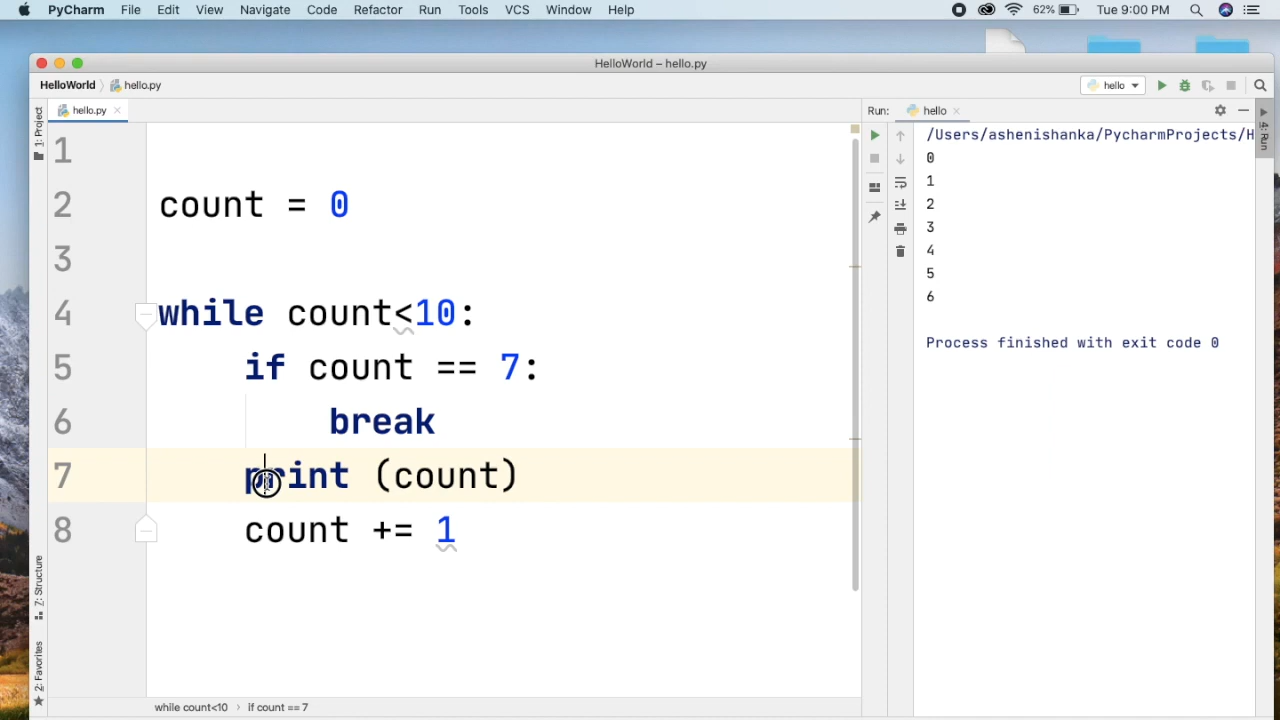 PyCharm File Edit View Navigate Code Refactor Run Tools VCS Window Help 62% Tue 9:00 PM
HelloWorld – hello.py
HelloWorld hello.py hello
1: Project
hello.py
Run: hello
4: Run
1
2 count = 0
3
4 while count<10:
5 if count == 7:
6 break
7 print (count)
8 count += 1
/Users/ashenishanka/PycharmProjects/H
0
1
2
3
4
5
6
Process finished with exit code 0
7: Structure
2: Favorites
while count<10 › if count == 7